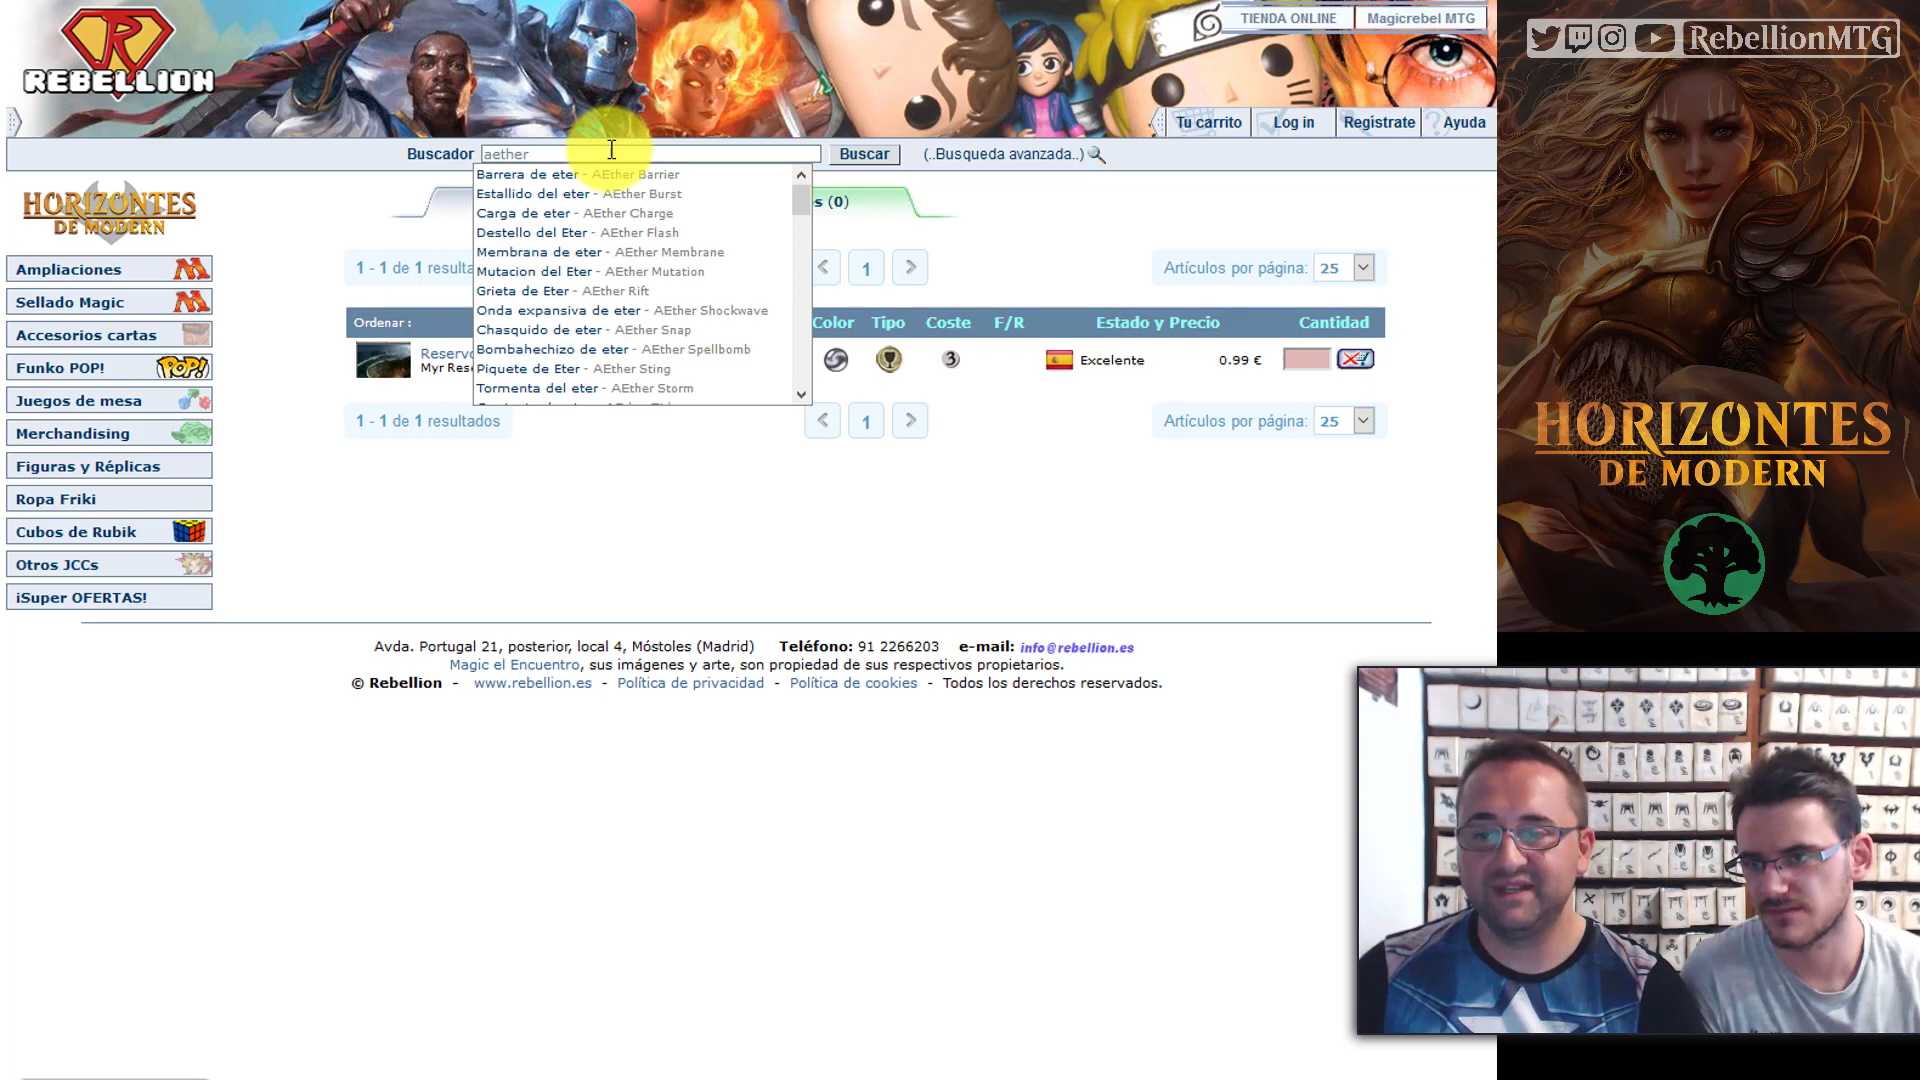 R
REBELLION
TIENDA ONLINE
Magicrebel MTG
RebellionMTG
Tu carrito
Log in
Registrate
Ayuda
Buscador
aether
Buscar
(..Busqueda avanzada..)
Barrera de eter - AEther Barrier
Estallido del eter - AEther Burst
Carga de eter - AEther Charge
Destello del Eter - AEther Flash
Membrana de eter - AEther Membrane
Mutacion del Eter - AEther Mutation
Grieta de Eter - AEther Rift
Onda expansiva de eter - AEther Shockwave
Chasquido de eter - AEther Snap
Bombahechizo de eter - AEther Spellbomb
Piquete de Eter - AEther Sting
Tormenta del eter - AEther Storm
HORIZONTES
DE MODERN
Ampliaciones
Sellado Magic
Accesorios cartas
Funko POP!
POP!
Juegos de mesa
Merchandising
Figuras y Réplicas
Ropa Friki
Cubos de Rubik
Otros JCCs
¡Super OFERTAS!
s (0)
1 - 1 de 1 resulta
1
Artículos por página: 25
Ordenar :
Color
Tipo
Coste
F/R
Estado y Precio
Cantidad
Reservo
Myr Res
3
Excelente
0.99 €
1 - 1 de 1 resultados
1
Artículos por página: 25
Avda. Portugal 21, posterior, local 4, Móstoles (Madrid) Teléfono: 91 2266203 e-mail: info@rebellion.es
Magic el Encuentro, sus imágenes y arte, son propiedad de sus respectivos propietarios.
© Rebellion - www.rebellion.es - Política de privacidad - Política de cookies - Todos los derechos reservados.
HORIZONTES
DE MODERN